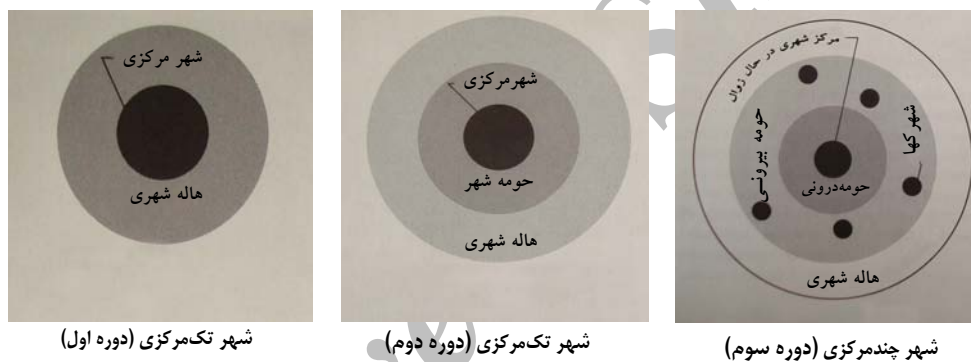 مرکز شهری در حال زوال
شهرکها
حومه بیرونی
حومه‌درونی
هاله شهری
شهر چندمرکزی (دوره سوم)
شهرمرکزی
حومه شهر
هاله شهری
شهر تک‌مرکزی (دوره دوم)
شهر مرکزی
هاله شهری
شهر تک‌مرکزی (دوره اول)